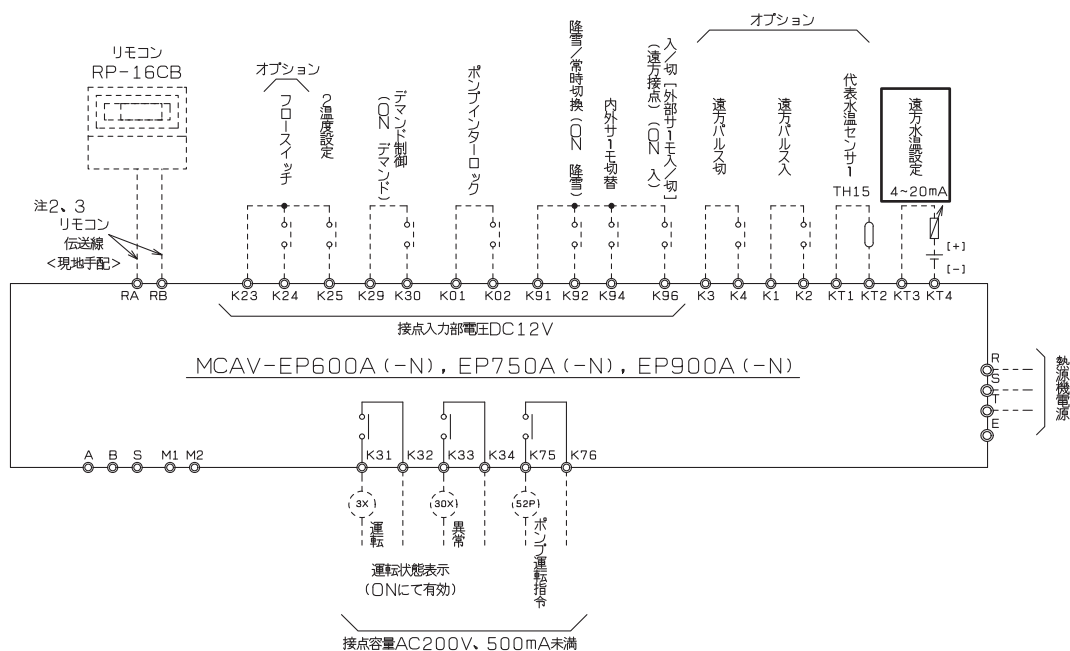 オプション
リモコン
RP-16CB
オプション
フロースイッチ
2温度設定
デマンド制御
(ON デマンド)
ポンプインターロック
降雪/常時切換(ON 降雪)
内外サーモ切替
入/切[外部サーモ入/切]
(遠方接点)(ON 入)
遠方パルス切
遠方パルス入
代表水温センサー
TH15
遠方水温設定
4~20mA
[+]
[-]
注2、3
リモコン
伝送線
<現地手配>
RA RB K23 K24 K25 K29 K30 K01 K02 K91 K92 K94 K96 K3 K4 K1 K2 KT1 KT2 KT3 KT4
接点入力部電圧DC12V
MCAV-EP600A(-N), EP750A(-N), EP900A(-N)
R
S
T
E
熱源機電源
A B S M1 M2 K31 K32 K33 K34 K75 K76
3X 30X 52P
運転
異常
ポンプ運転指令
運転状態表示
(ONにて有効)
接点容量AC200V、500mA未満